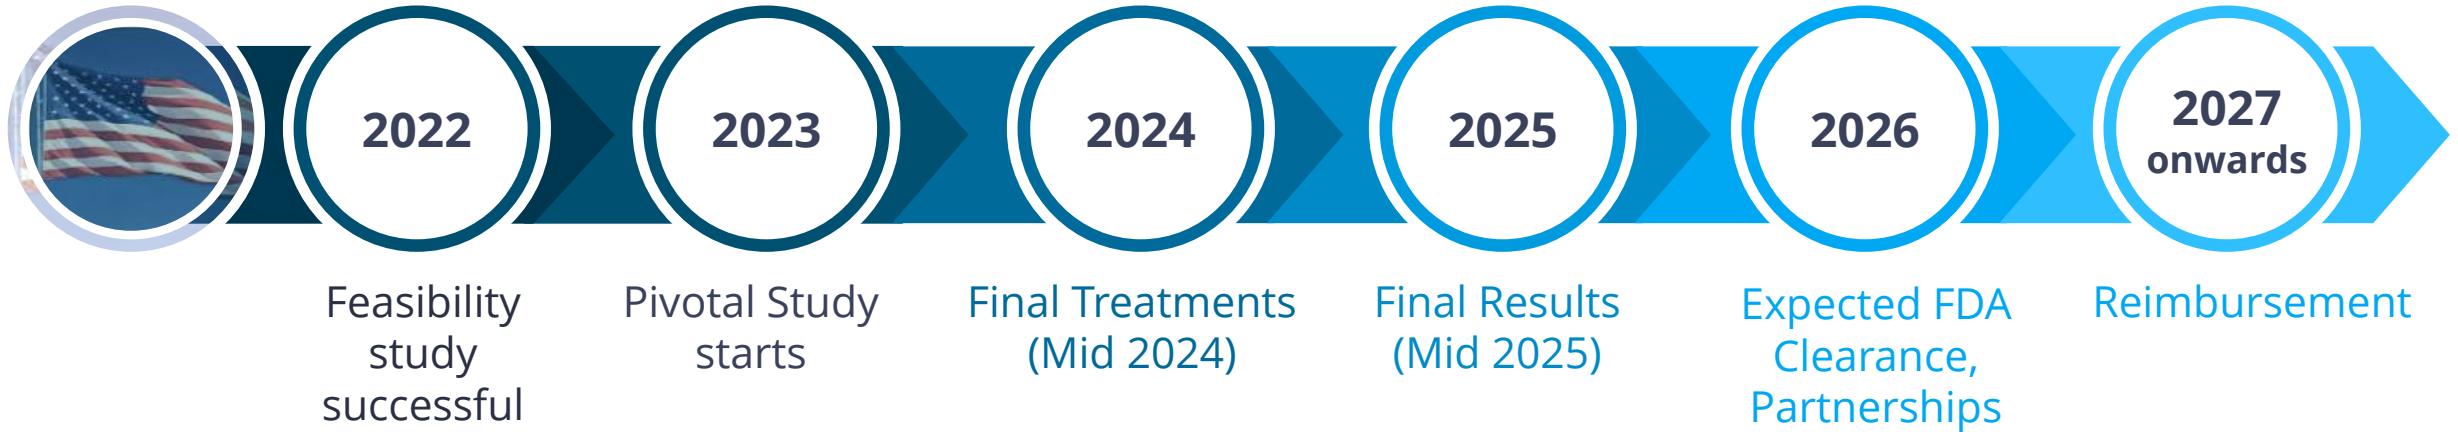 2022
2023
2024
2025
2026
2027
onwards
Feasibility
study
successful
Pivotal Study
starts
Final Treatments
(Mid 2024)
Final Results
(Mid 2025)
Expected FDA
Clearance,
Partnerships
Reimbursement